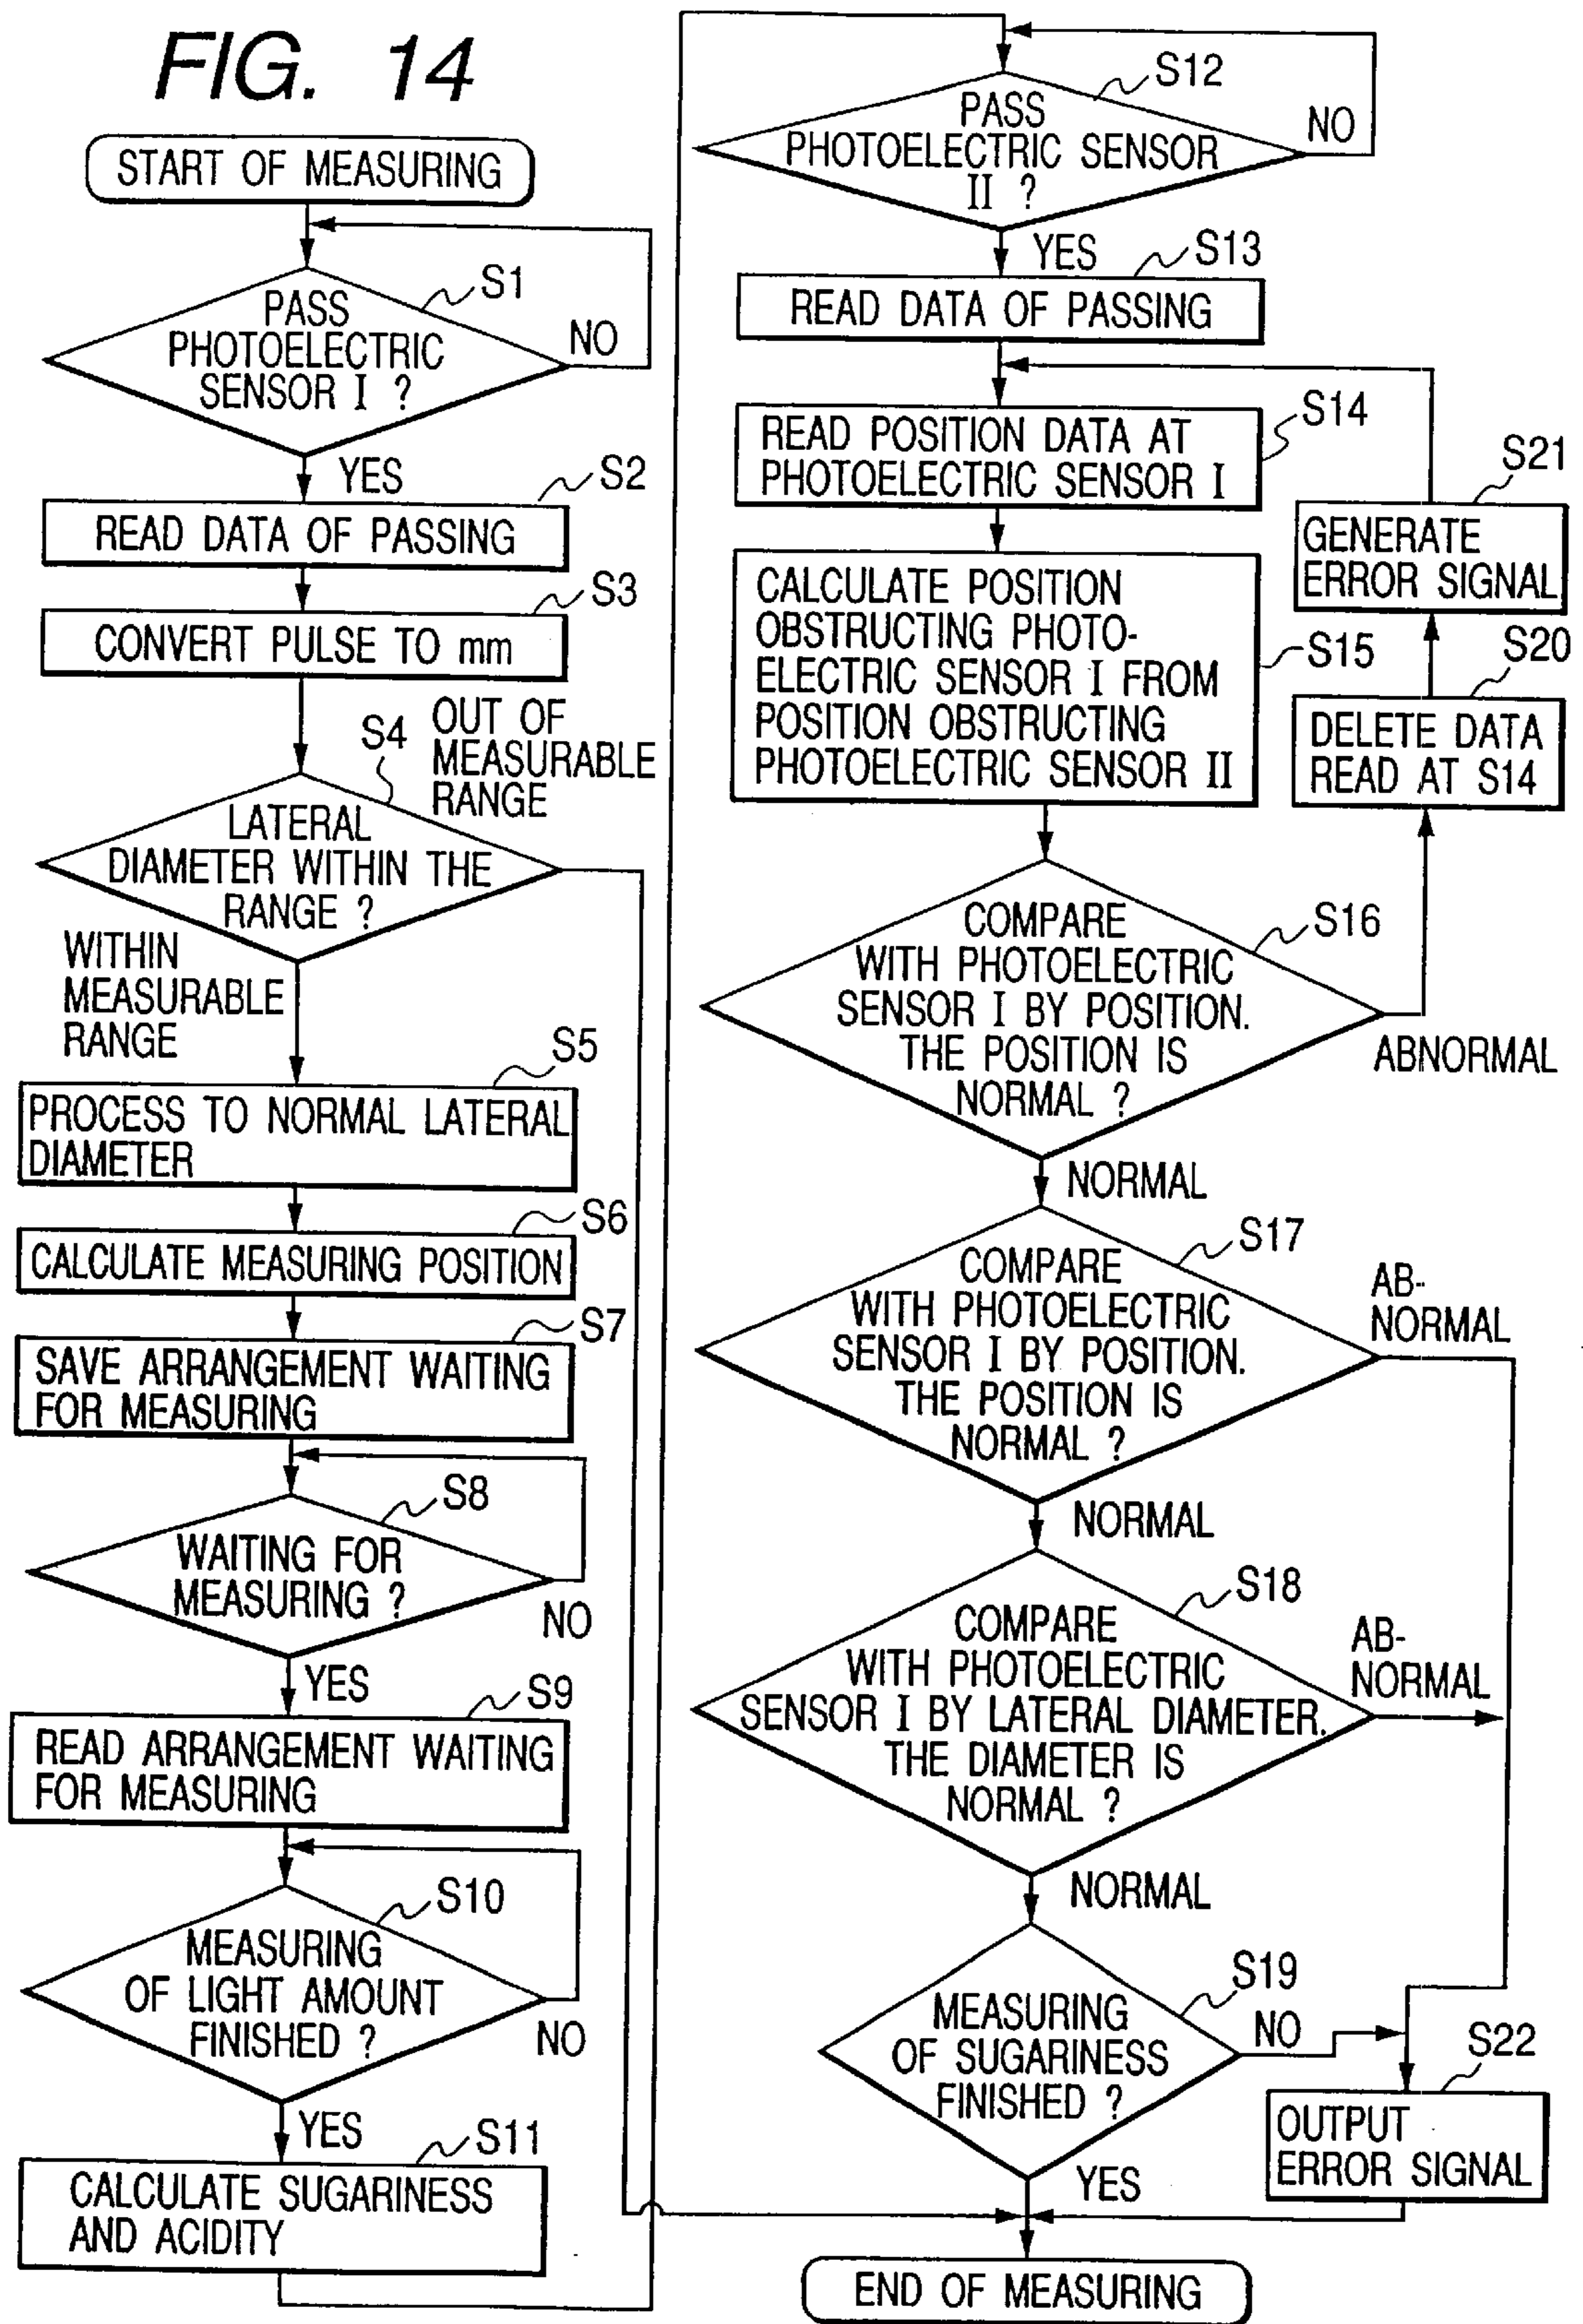 FIG. 14
START OF MEASURING
S1
PASS
PHOTOELECTRIC
SENSOR I ?
NO
YES
S2
READ DATA OF PASSING
S3
CONVERT PULSE TO mm
S4
OUT OF
MEASURABLE
RANGE
LATERAL
DIAMETER WITHIN THE
RANGE ?
WITHIN
MEASURABLE
RANGE
S5
PROCESS TO NORMAL LATERAL
DIAMETER
S6
CALCULATE MEASURING POSITION
S7
SAVE ARRANGEMENT WAITING
FOR MEASURING
S8
WAITING FOR
MEASURING ?
NO
YES
S9
READ ARRANGEMENT WAITING
FOR MEASURING
S10
MEASURING
OF LIGHT AMOUNT
FINISHED ?
NO
YES
S11
CALCULATE SUGARINESS
AND ACIDITY
S12
PASS
PHOTOELECTRIC SENSOR
II ?
NO
YES
S13
READ DATA OF PASSING
S14
READ POSITION DATA AT
PHOTOELECTRIC SENSOR I
S21
GENERATE
ERROR SIGNAL
CALCULATE POSITION
OBSTRUCTING PHOTO-
ELECTRIC SENSOR I FROM
POSITION OBSTRUCTING
PHOTOELECTRIC SENSOR II
S15
S20
DELETE DATA
READ AT S14
S16
COMPARE
WITH PHOTOELECTRIC
SENSOR I BY POSITION.
THE POSITION IS
NORMAL ?
ABNORMAL
NORMAL
S17
COMPARE
WITH PHOTOELECTRIC
SENSOR I BY POSITION.
THE POSITION IS
NORMAL ?
AB-
NORMAL
NORMAL
S18
COMPARE
WITH PHOTOELECTRIC
SENSOR I BY LATERAL DIAMETER.
THE DIAMETER IS
NORMAL ?
AB-
NORMAL
NORMAL
S19
MEASURING
OF SUGARINESS
FINISHED ?
NO
YES
S22
OUTPUT
ERROR SIGNAL
END OF MEASURING